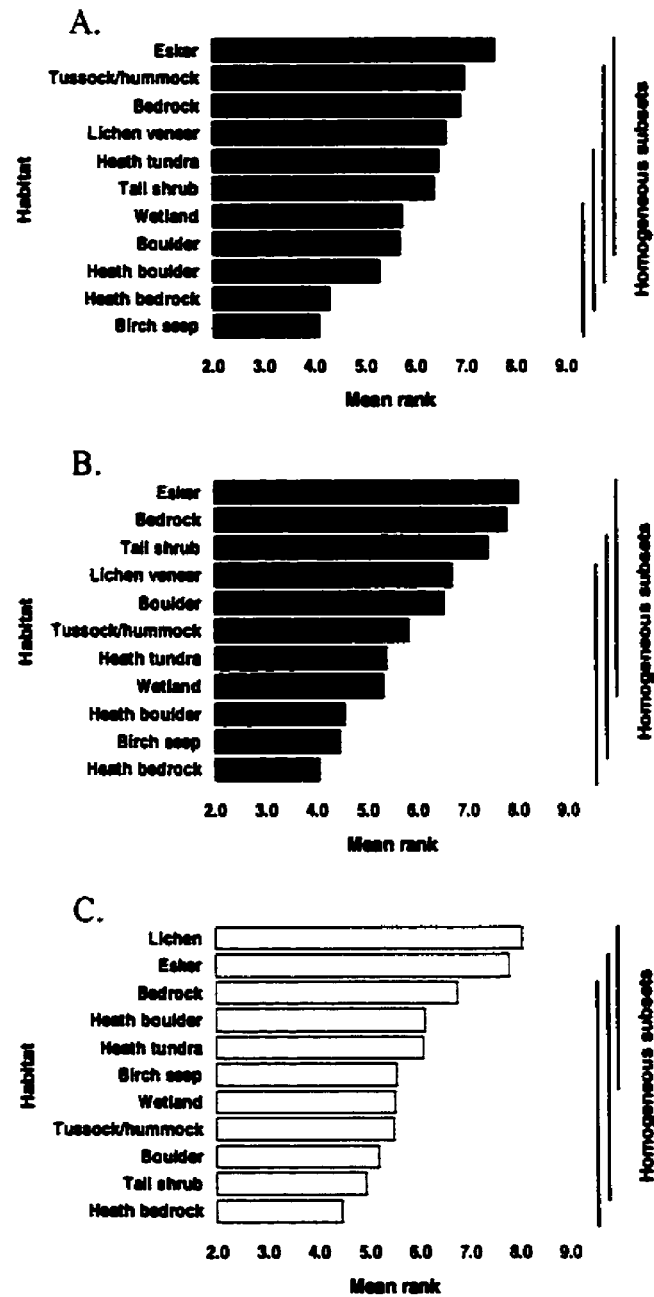 A.
Esker
Tussock/hummock
Bedrock
Lichen veneer
Heath tundra
Tall shrub
Wetland
Boulder
Heath boulder
Heath bedrock
Birch seep
Habitat
Homogeneous subsets
2.0 3.0 4.0 5.0 6.0 7.0 8.0 9.0
Mean rank
B.
Esker
Bedrock
Tall shrub
Lichen veneer
Boulder
Tussock/hummock
Heath tundra
Wetland
Heath boulder
Birch seep
Heath bedrock
Habitat
Homogeneous subsets
2.0 3.0 4.0 5.0 6.0 7.0 8.0 9.0
Mean rank
C.
Lichen
Esker
Bedrock
Heath boulder
Heath tundra
Birch seep
Wetland
Tussock/hummock
Boulder
Tall shrub
Heath bedrock
Habitat
Homogeneous subsets
2.0 3.0 4.0 5.0 6.0 7.0 8.0 9.0
Mean rank